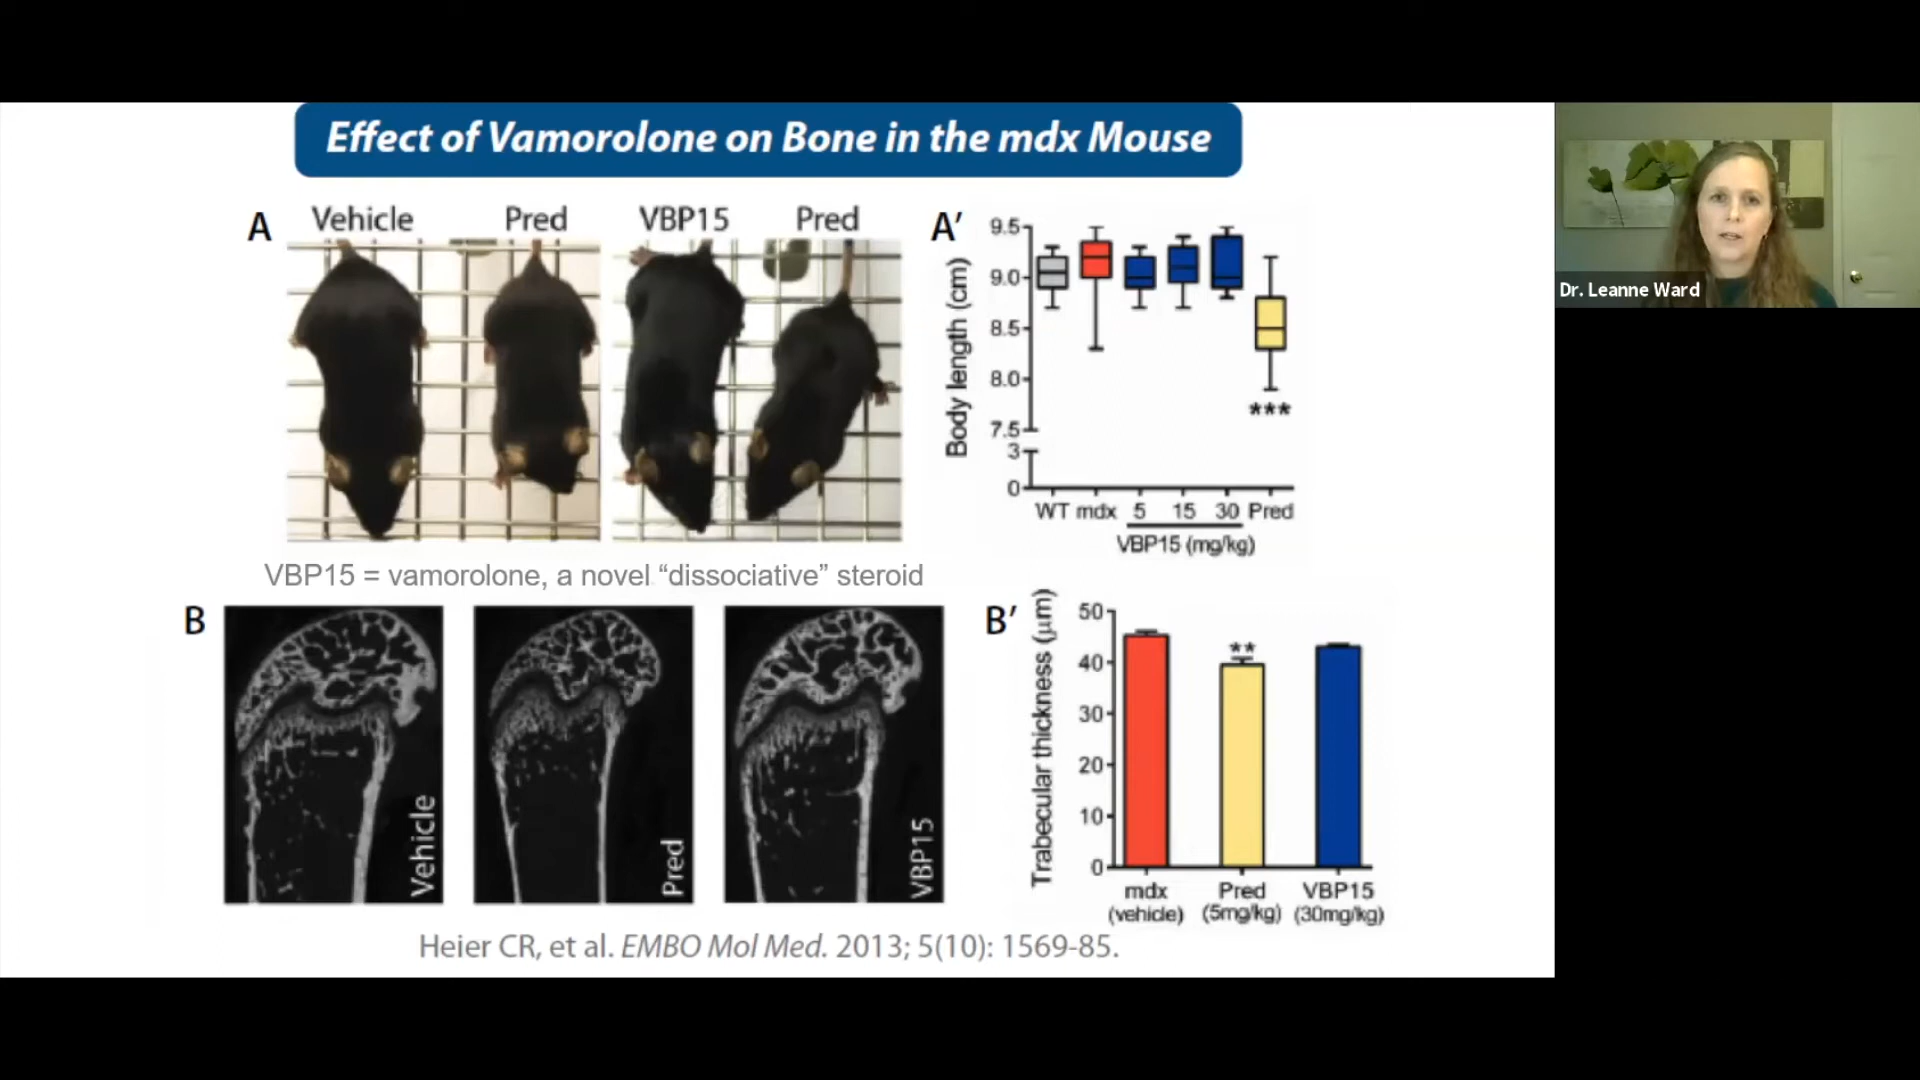 Effect of Vamorolone on Bone in the mdx Mouse
A
Vehicle
Pred
VBP15
Pred
A′
Body length (cm)
9.5
9.0
8.5
8.0
7.5
3
0
***
WT mdx 5 15 30 Pred
VBP15 (mg/kg)
VBP15 = vamorolone, a novel “dissociative” steroid
B
Vehicle
Pred
VBP15
B′
Trabecular thickness (μm)
50
40
30
20
10
0
**
mdx
(vehicle)
Pred
(5mg/kg)
VBP15
(30mg/kg)
Heier CR, et al. EMBO Mol Med. 2013; 5(10): 1569-85.
Dr. Leanne Ward